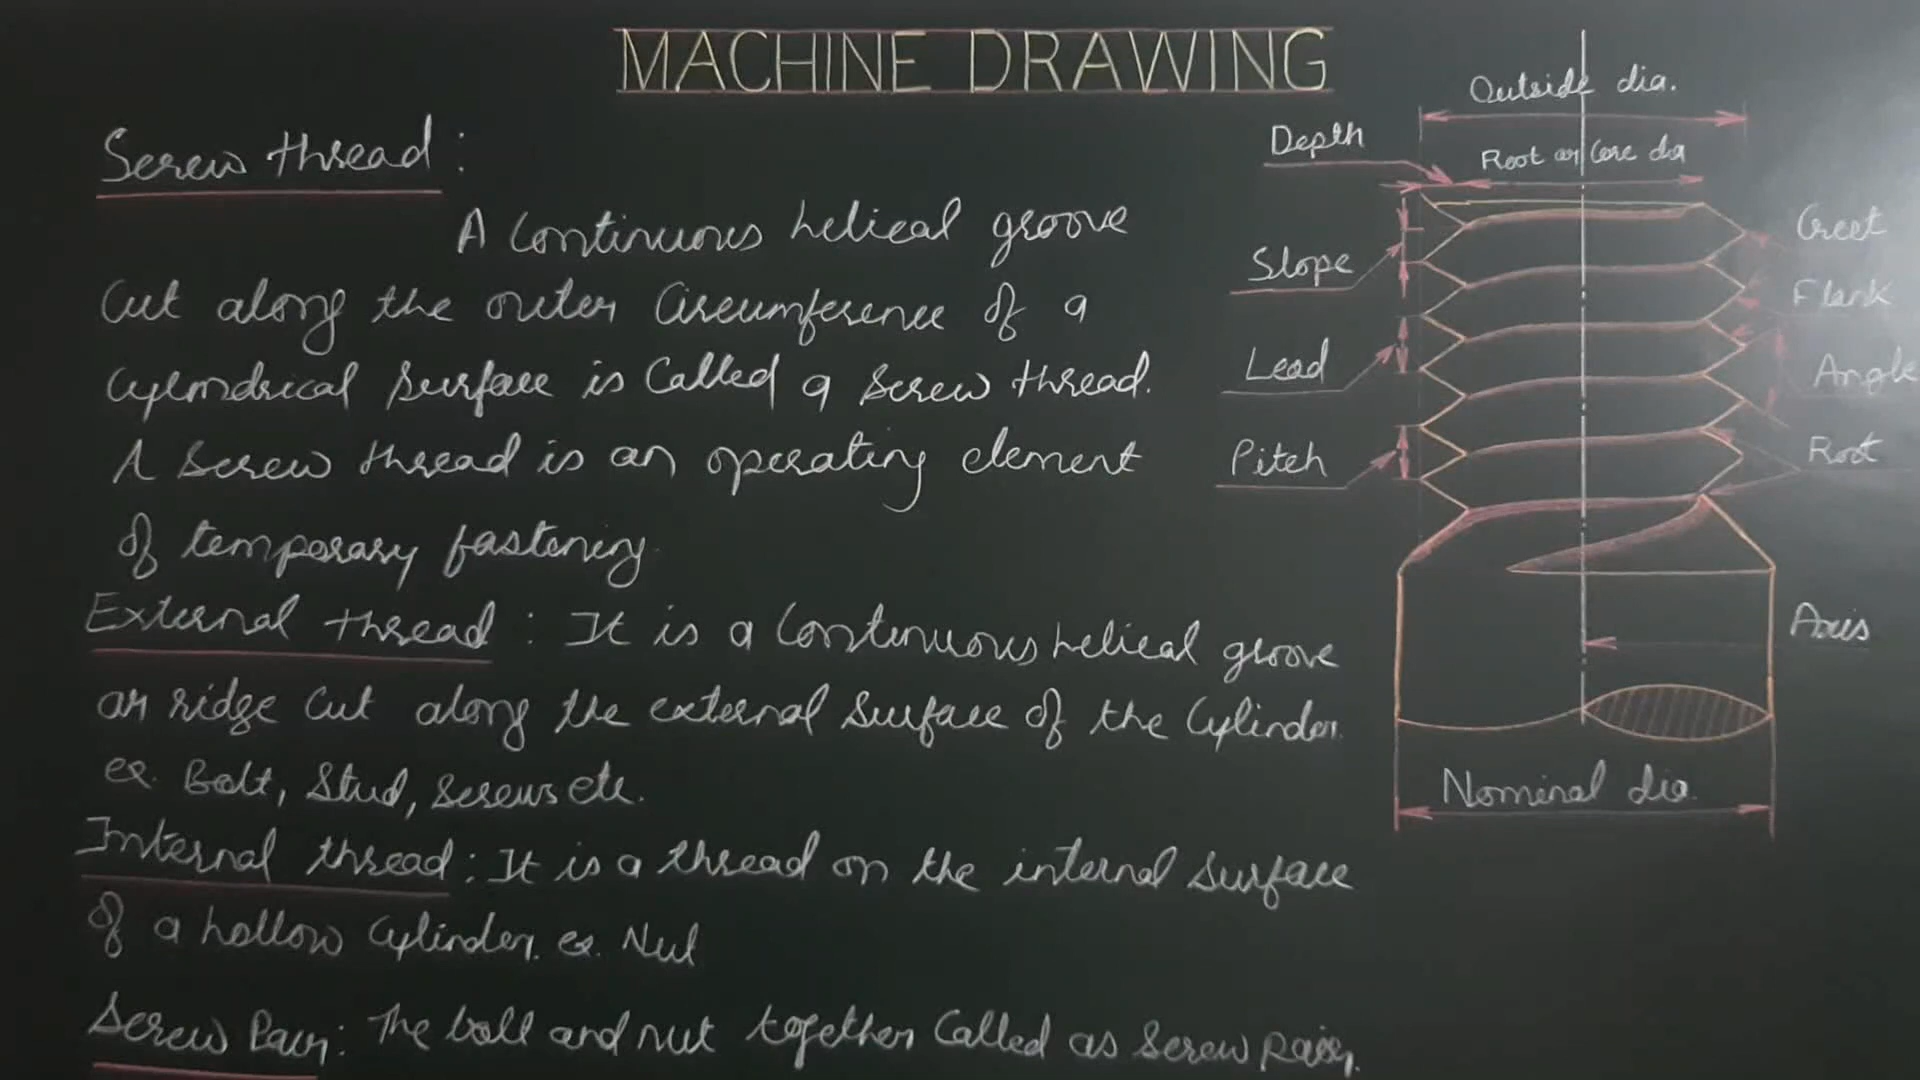 MACHINE DRAWING
Screw thread :
A Continuous helical groove
Cut along the outer Circumference of a
Cylindrical Surface is Called a Screw thread.
A Screw thread is an operating element
of temporary fastening
External thread : It is a Continuous helical groove
or ridge Cut along the external Surface of the Cylinder.
ex. Bolt, Stud, Screws etc.
Internal thread : It is a thread on the internal Surface
of a hollow Cylinder. ex. Nut
Screw Pair : The bolt and nut together Called as Screw pair.
Outside dia.
Depth
Root or Core dia
Crest
Slope
Flank
Lead
Angle
Pitch
Root
Axis
Nominal dia.